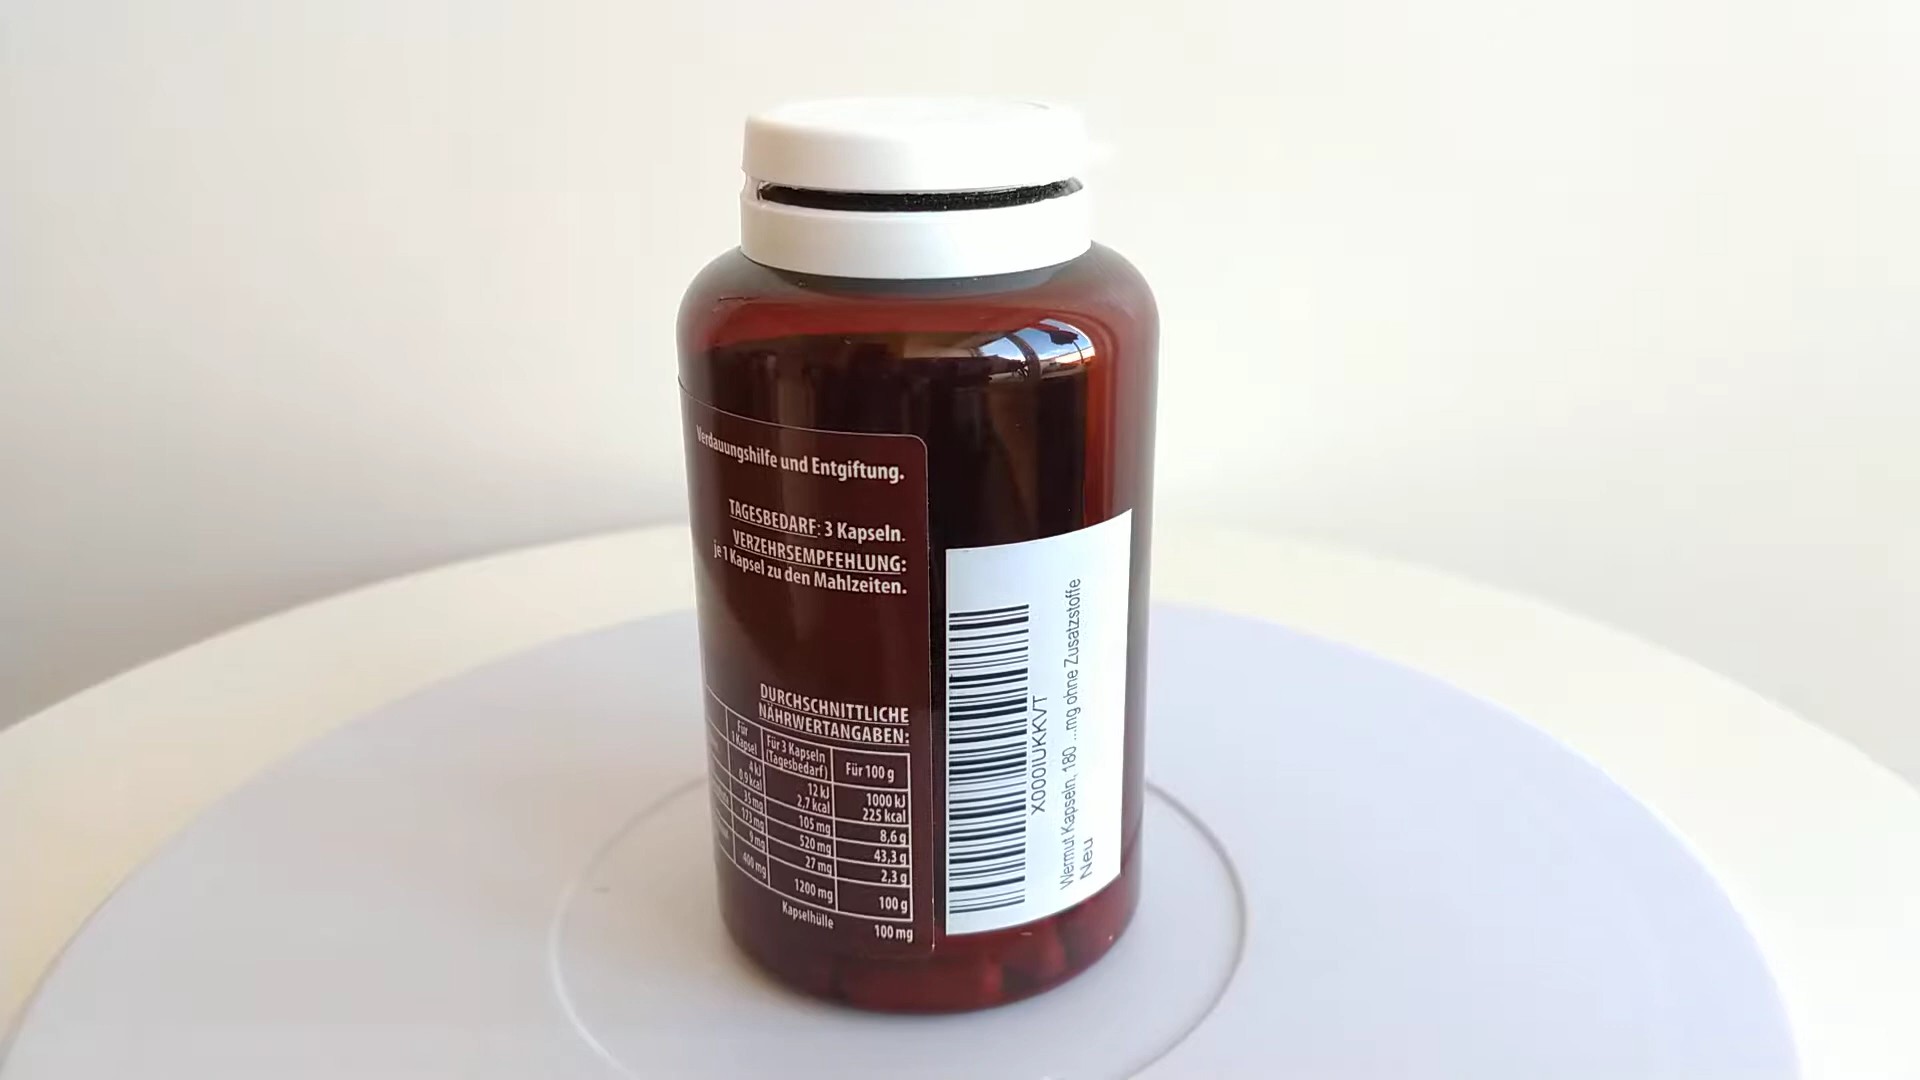 Verdauungshilfe und Entgiftung.
TAGESBEDARF: 3 Kapseln.
VERZEHRSEMPFEHLUNG:
je 1 Kapsel zu den Mahlzeiten.
DURCHSCHNITTLICHE
NÄHRWERTANGABEN:
Für 1 Kapsel Für 3 Kapseln (Tagesbedarf) Für 100 g
4 kJ 12 kJ 1000 kJ
0,9 kcal 2,7 kcal 225 kcal
35 mg 105 mg 8,6 g
173 mg 520 mg 43,3 g
9 mg 27 mg 2,3 g
400 mg 1200 mg 100 g
Kapselhülle 100 mg
X000IUKKVT
Wermut Kapseln, 180 ...mg ohne Zusatzstoffe
Neu